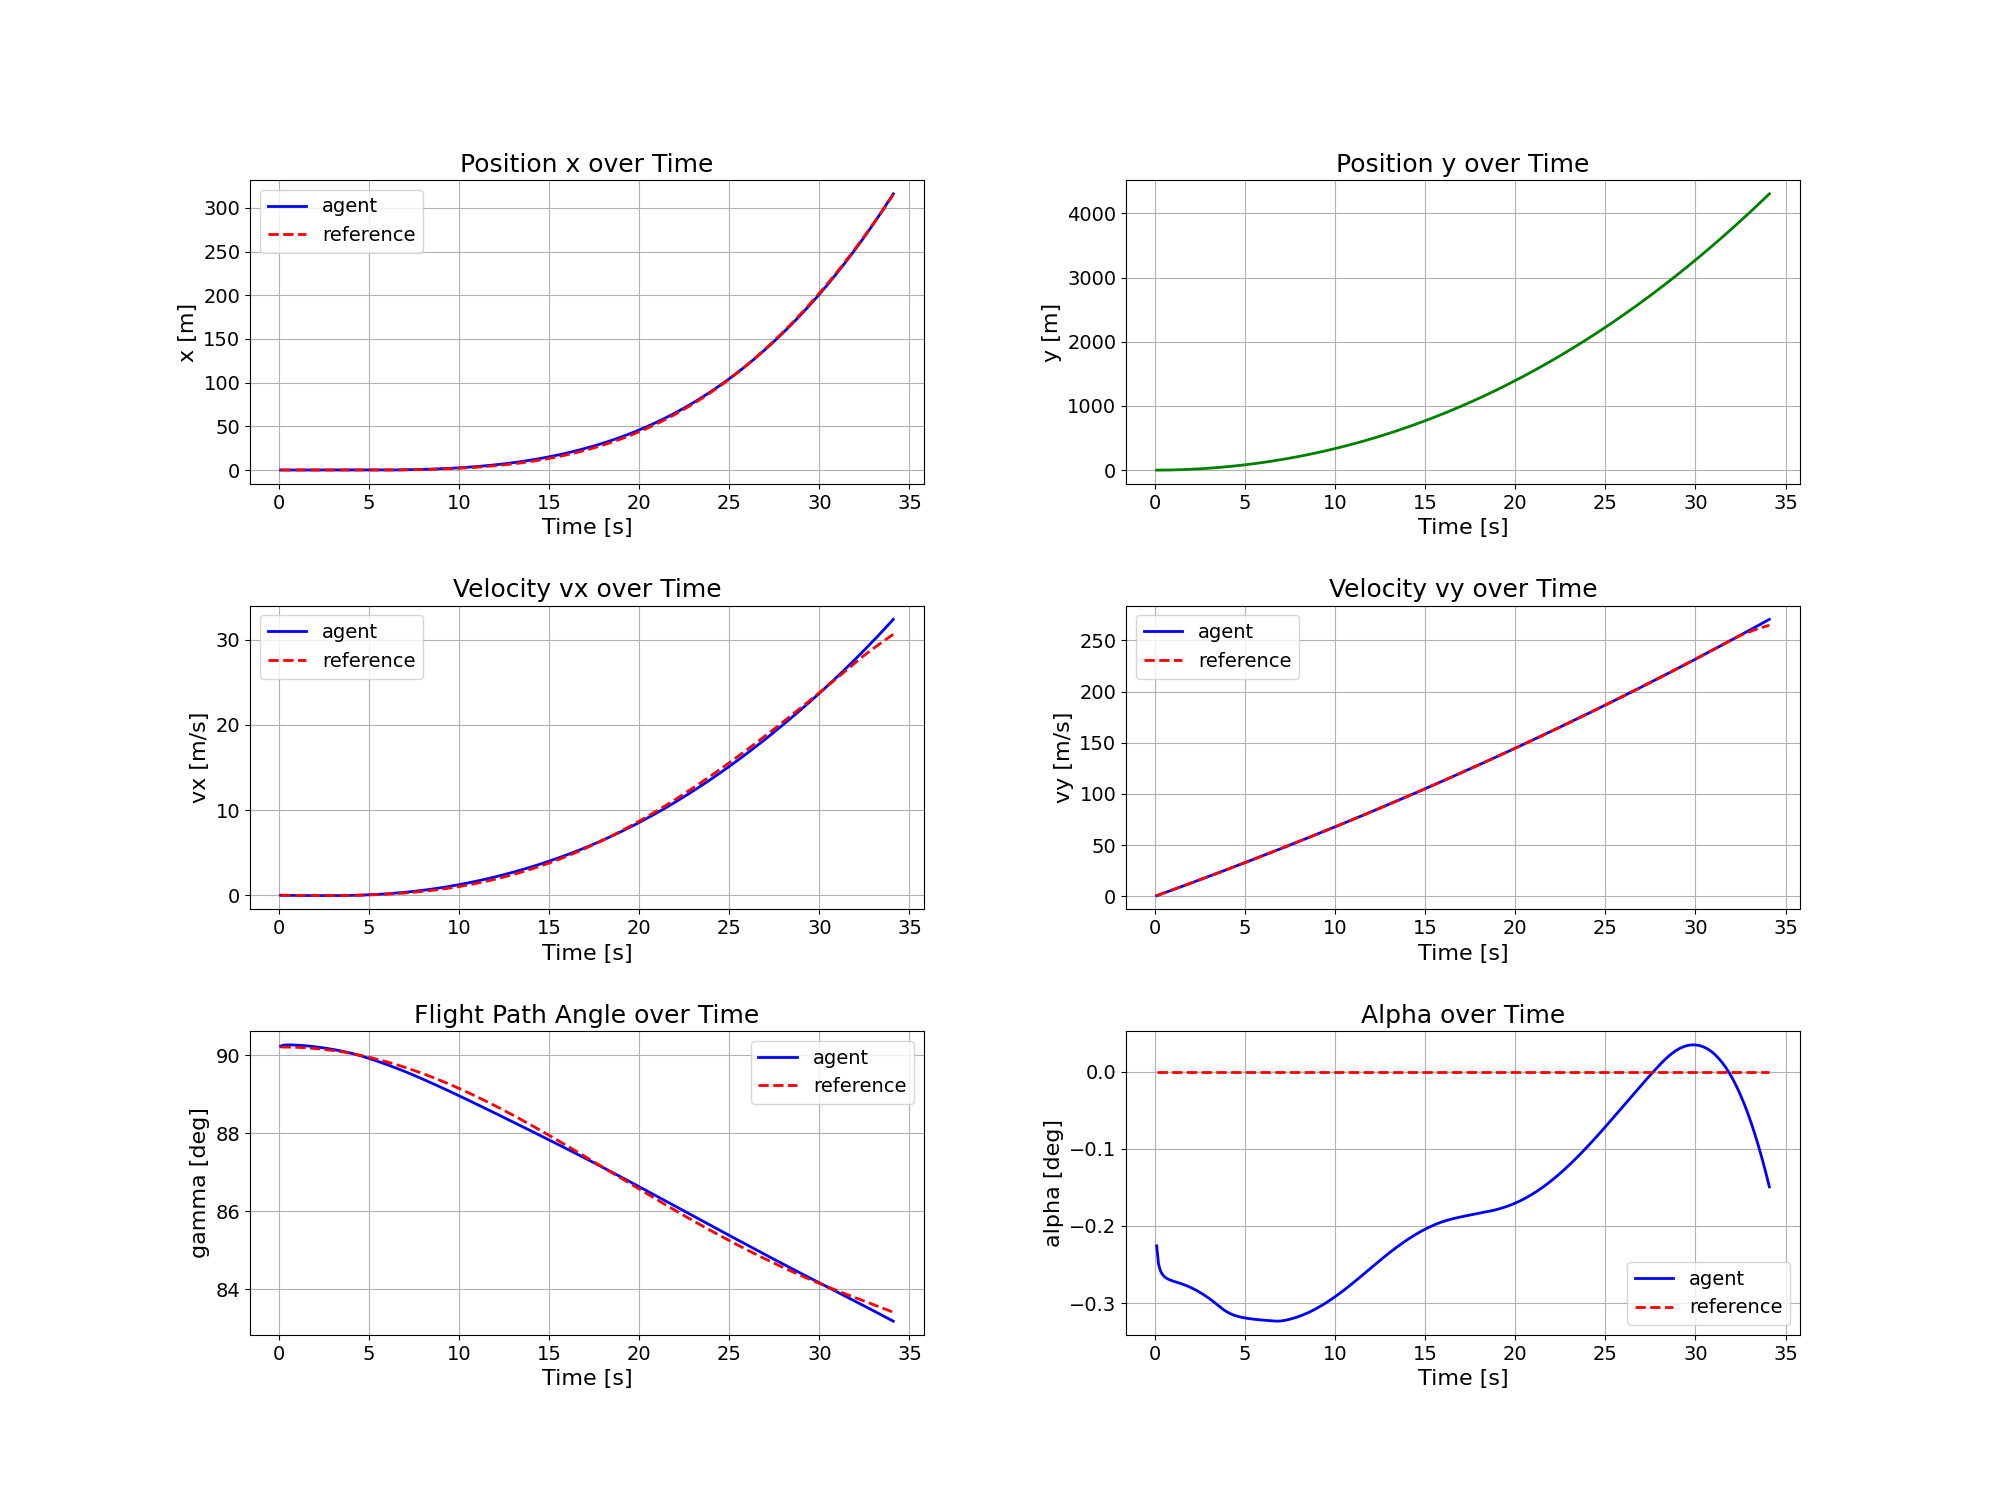 Position x over Time
x [m]
300
250
200
150
100
50
0
agent
reference
0 5 10 15 20 25 30 35
Time [s]
Position y over Time
y [m]
4000
3000
2000
1000
0
0 5 10 15 20 25 30 35
Time [s]
Velocity vx over Time
vx [m/s]
30
20
10
0
agent
reference
0 5 10 15 20 25 30 35
Time [s]
Velocity vy over Time
vy [m/s]
250
200
150
100
50
0
agent
reference
0 5 10 15 20 25 30 35
Time [s]
Flight Path Angle over Time
gamma [deg]
90
88
86
84
agent
reference
0 5 10 15 20 25 30 35
Time [s]
Alpha over Time
alpha [deg]
0.0
−0.1
−0.2
−0.3
agent
reference
0 5 10 15 20 25 30 35
Time [s]